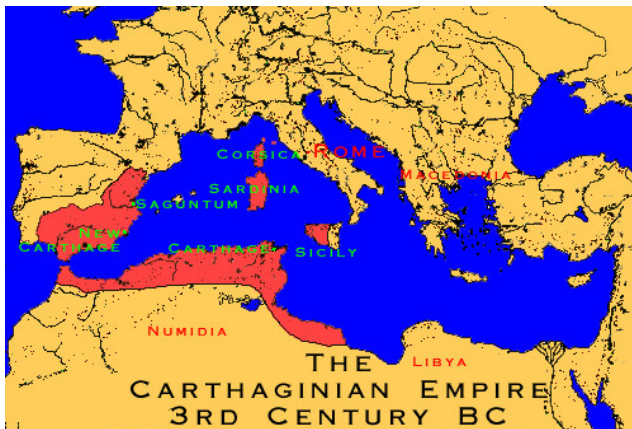 CORSICA
ROME
MACEDONIA
SARDINIA
SAGUNTUM
NEW
CARTHAGE
CARTHAGE
SICILY
NUMIDIA
LIBYA
THE
CARTHAGINIAN EMPIRE
3RD CENTURY BC